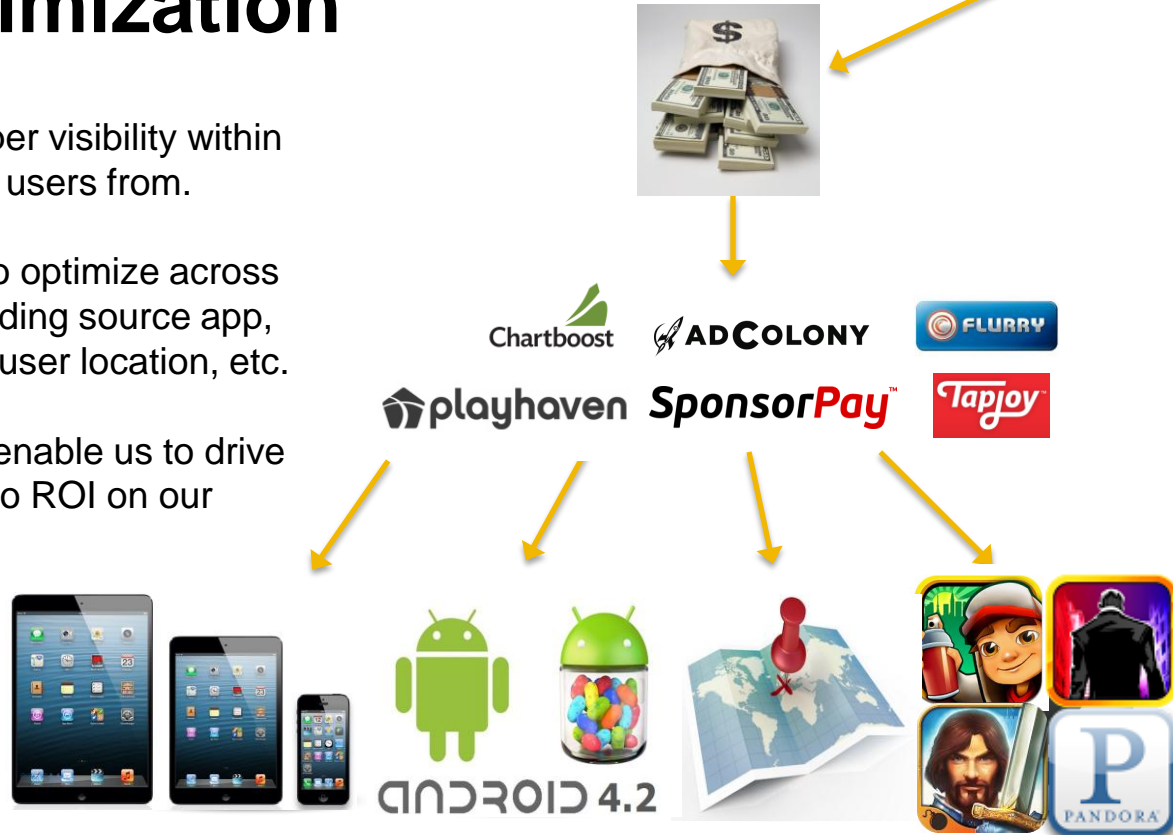 imization
per visibility within
users from.
o optimize across
ding source app,
user location, etc.
enable us to drive
o ROI on our
$
Chartboost
ADCOLONY
FLURRY
playhaven
SponsorPay™
Tapjoy™
ANDROID 4.2
P
PANDORA